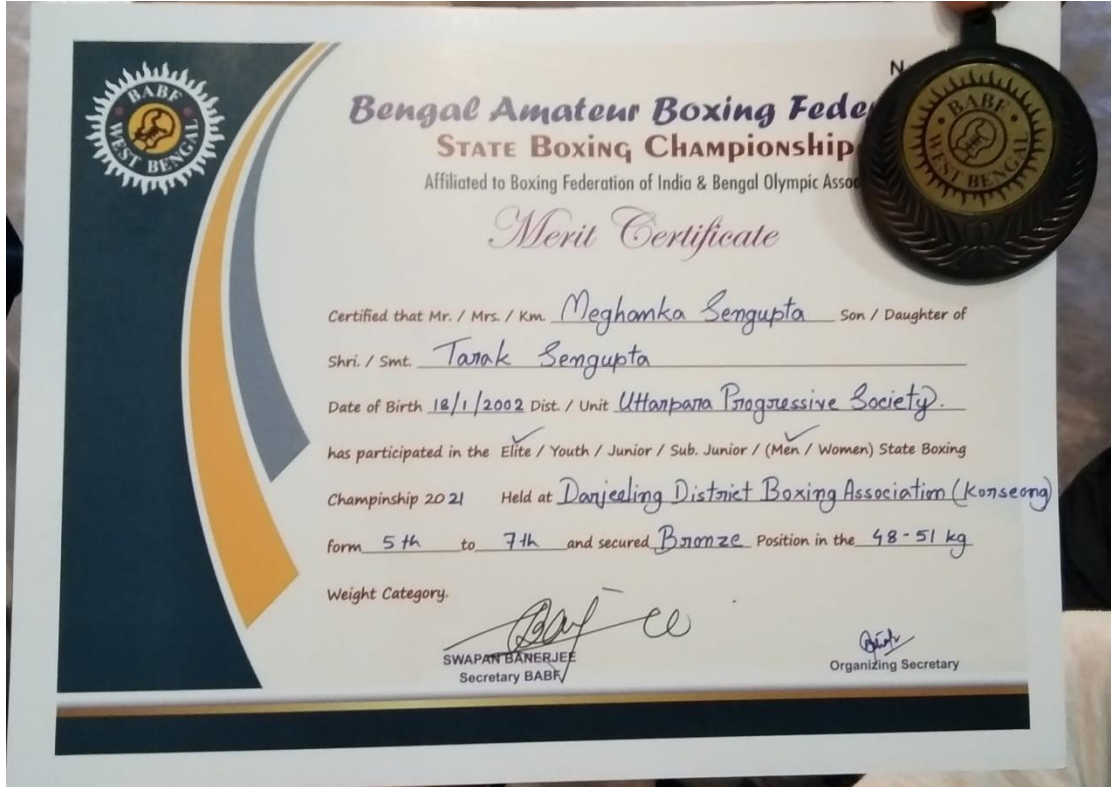 BABF
WEST BENGAL
N
Bengal Amateur Boxing Fede
STATE BOXING CHAMPIONSHIP
Affiliated to Boxing Federation of India & Bengal Olympic Assoc
Merit Certificate
BABF
WEST BENGAL
Certified that Mr. / Mrs. / Km. Meghamka Sengupta Son / Daughter of
Shri. / Smt. Tarak Sengupta
Date of Birth 18/1/2002 Dist. / Unit Uttarpara Progressive Society.
has participated in the Elite / Youth / Junior / Sub. Junior / (Men / Women) State Boxing
Champinship 2021 Held at Darjeeling District Boxing Association (Korseong)
form 5th to 7th and secured Bronze Position in the 48-51 kg
Weight Category.
SWAPAN BANERJEE
Secretary BABF
Organizing Secretary